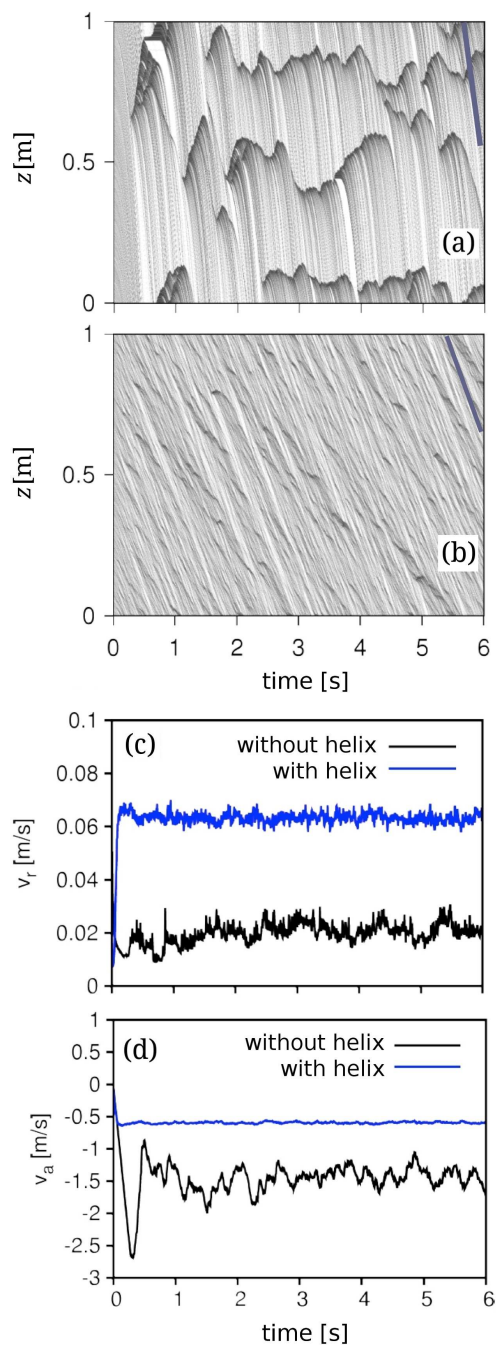 1
z[m]
0.5
(a)
0
1
z[m]
0.5
(b)
0
0 1 2 3 4 5 6
time [s]
0.1
(c)
without helix
0.08
with helix
0.06
v_r [m/s]
0.04
0.02
0
1
(d)
without helix
0.5
with helix
0
-0.5
v_a [m/s]
-1
-1.5
-2
-2.5
-3
0 1 2 3 4 5 6
time [s]